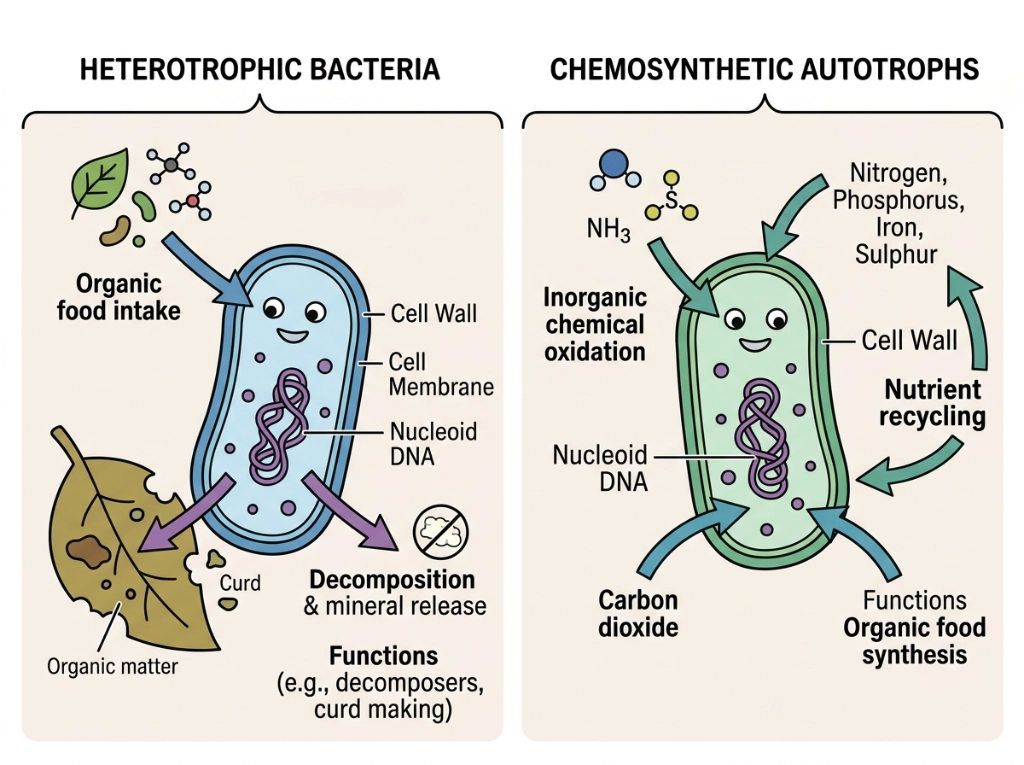 HETEROTROPHIC BACTERIA
Organic
food intake
Cell Wall
Cell
Membrane
Nucleoid
DNA
Curd
Organic matter
Decomposition
& mineral release
Functions
(e.g., decomposers,
curd making)
CHEMOSYNTHETIC AUTOTROPHS
NH₃
S
Nitrogen,
Phosphorus,
Iron,
Sulphur
Inorganic
chemical
oxidation
Cell Wall
Nutrient
recycling
Nucleoid
DNA
Carbon
dioxide
Functions
Organic food
synthesis